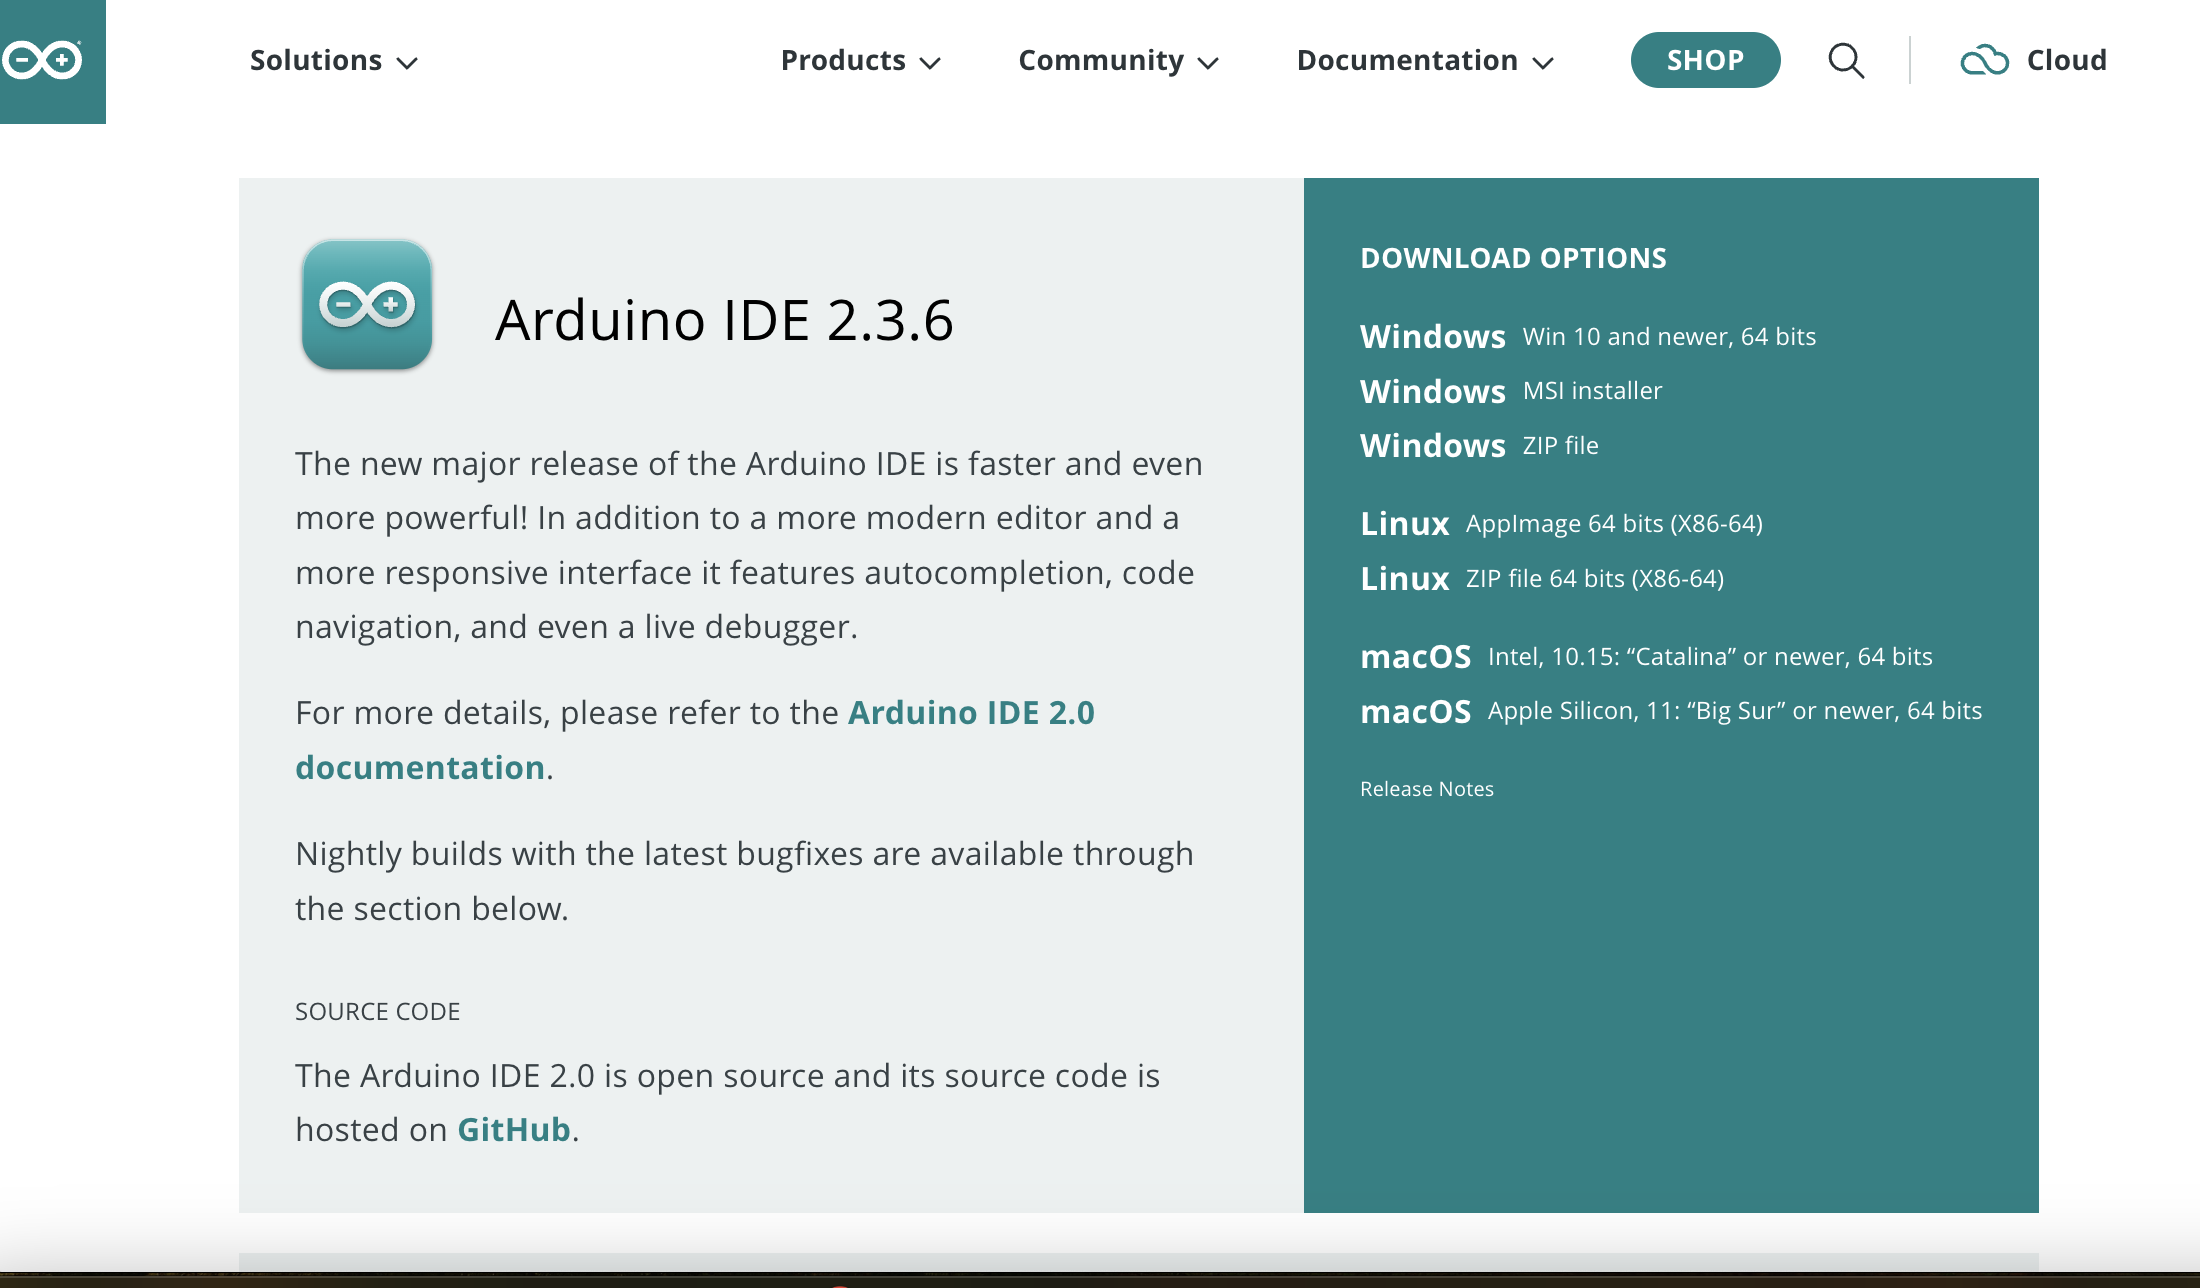 Solutions
Products
Community
Documentation
SHOP
Cloud
Arduino IDE 2.3.6
The new major release of the Arduino IDE is faster and even
more powerful! In addition to a more modern editor and a
more responsive interface it features autocompletion, code
navigation, and even a live debugger.
For more details, please refer to the Arduino IDE 2.0
documentation.
Nightly builds with the latest bugfixes are available through
the section below.
SOURCE CODE
The Arduino IDE 2.0 is open source and its source code is
hosted on GitHub.
DOWNLOAD OPTIONS
Windows Win 10 and newer, 64 bits
Windows MSI installer
Windows ZIP file
Linux AppImage 64 bits (X86-64)
Linux ZIP file 64 bits (X86-64)
macOS Intel, 10.15: “Catalina” or newer, 64 bits
macOS Apple Silicon, 11: “Big Sur” or newer, 64 bits
Release Notes